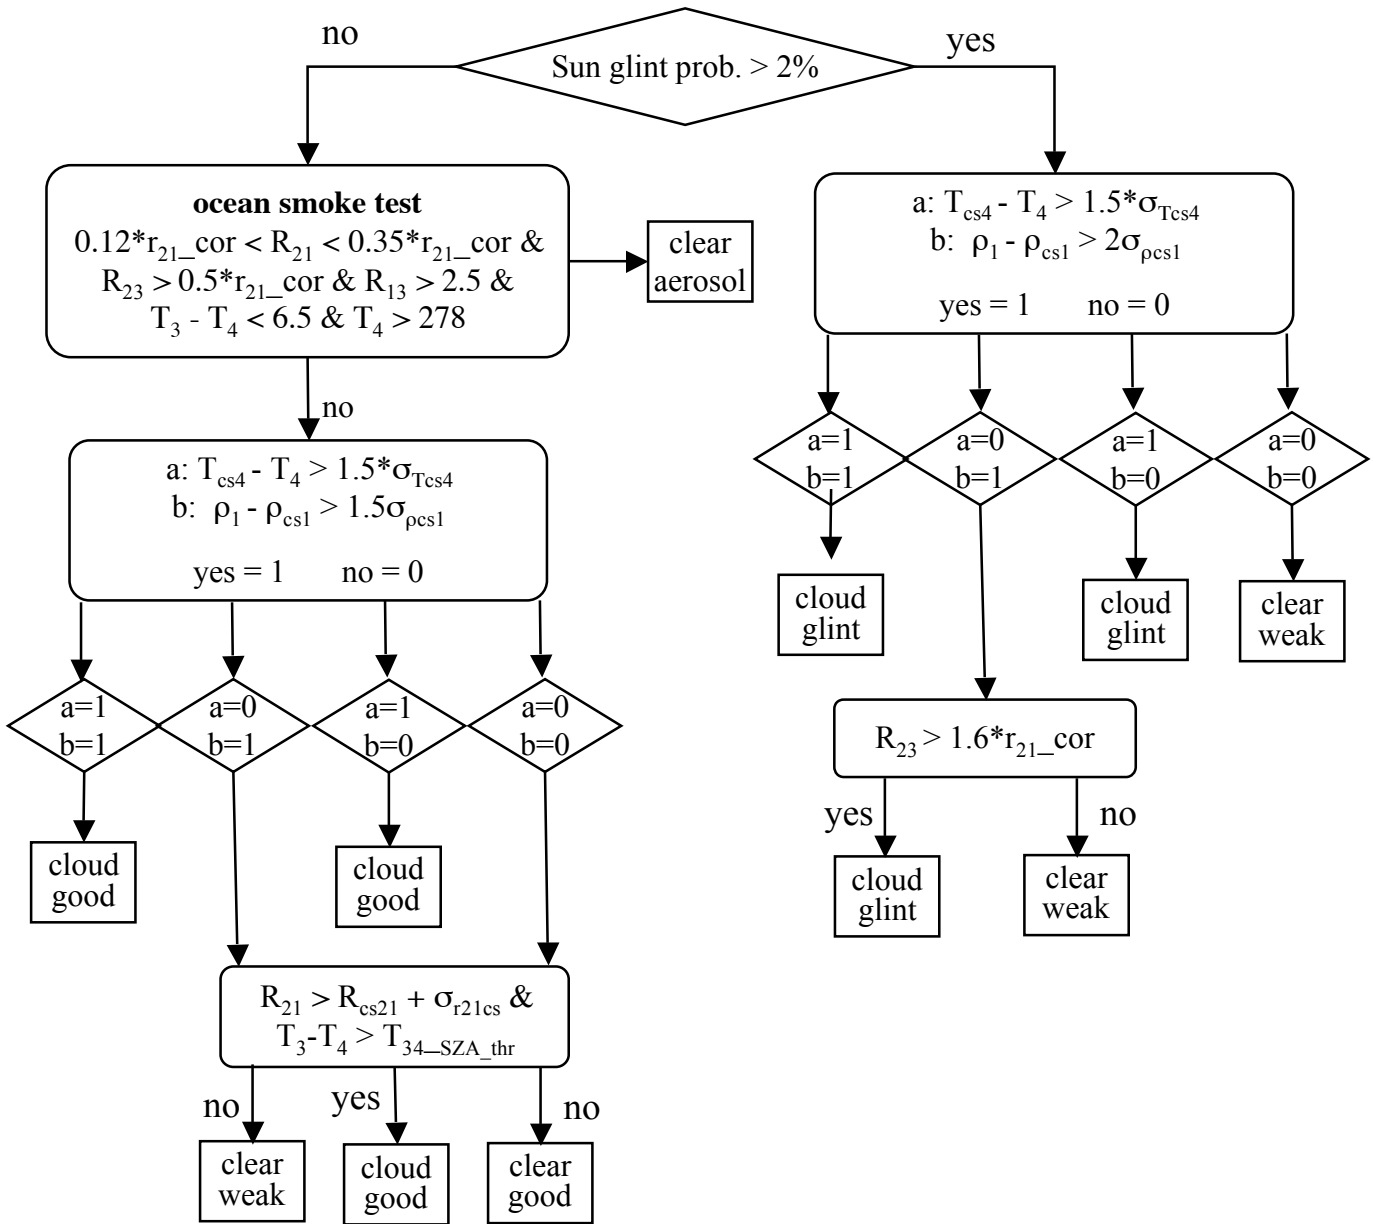 no
Sun glint prob. > 2%
yes
ocean smoke test
0.12*r21_cor < R21 < 0.35*r21_cor &
R23 > 0.5*r21_cor & R13 > 2.5 &
T3 - T4 < 6.5 & T4 > 278
clear
aerosol
no
a: Tcs4 - T4 > 1.5*σTcs4
b: ρ1 - ρcs1 > 1.5σρcs1
yes = 1 no = 0
a=1
b=1
a=0
b=1
a=1
b=0
a=0
b=0
cloud
good
cloud
good
R21 > Rcs21 + σr21cs &
T3-T4 > T34_SZA_thr
no
yes
no
clear
weak
cloud
good
clear
good
a: Tcs4 - T4 > 1.5*σTcs4
b: ρ1 - ρcs1 > 2σρcs1
yes = 1 no = 0
a=1
b=1
a=0
b=1
a=1
b=0
a=0
b=0
cloud
glint
cloud
glint
clear
weak
R23 > 1.6*r21_cor
yes
no
cloud
glint
clear
weak